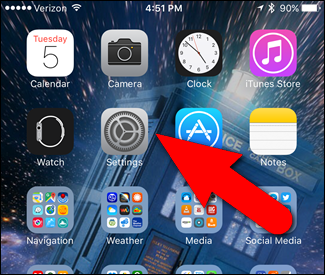 Verizon 4:51 PM 90%
Tuesday
5
Calendar Camera Clock iTunes Store
Watch Settings Notes
Navigation Weather Media Social Media